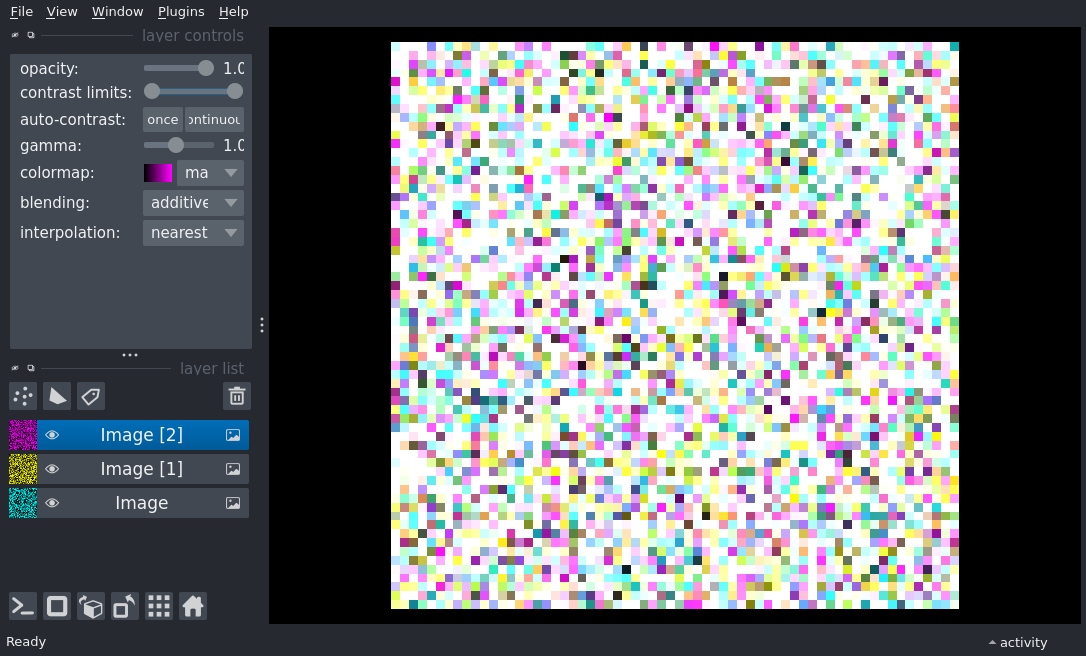 File View Window Plugins Help
layer controls
opacity: 1.0
contrast limits:
auto-contrast: once ontinuou
gamma: 1.0
colormap: ma
blending: additive
interpolation: nearest
layer list
Image [2]
Image [1]
Image
Ready
activity